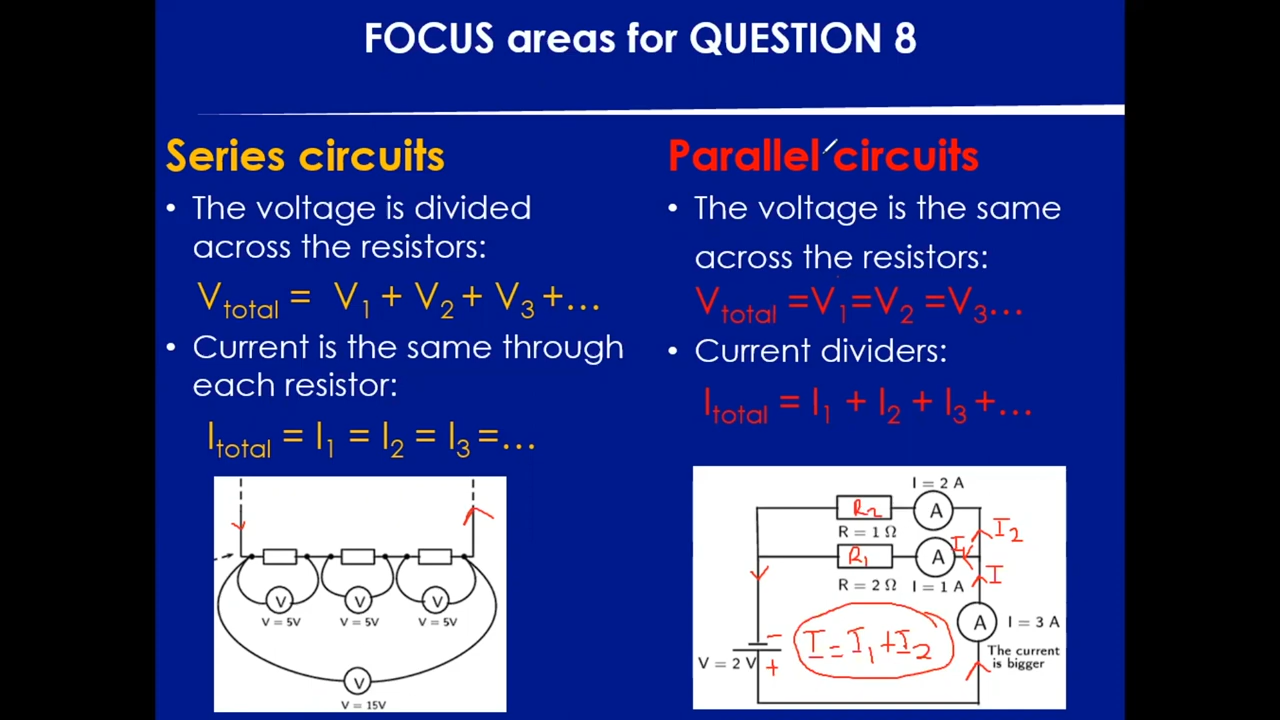 FOCUS areas for QUESTION 8
Series circuits
• The voltage is divided
across the resistors:
Vtotal = V1 + V2 + V3 +...
• Current is the same through
each resistor:
Itotal = I1 = I2 = I3 =...
V
V
V
V = 5V
V = 5V
V = 5V
V
V = 15V
Parallel circuits
• The voltage is the same
across the resistors:
Vtotal =V1=V2 =V3...
• Current dividers:
Itotal = I1 + I2 + I3 +...
I = 2 A
R2
A
R = 1 Ω
I2
I1
R1
A
R = 2 Ω
I = 1 A
I
I = I1 + I2
A
I = 3 A
The current
is bigger
V = 2 V
−
+